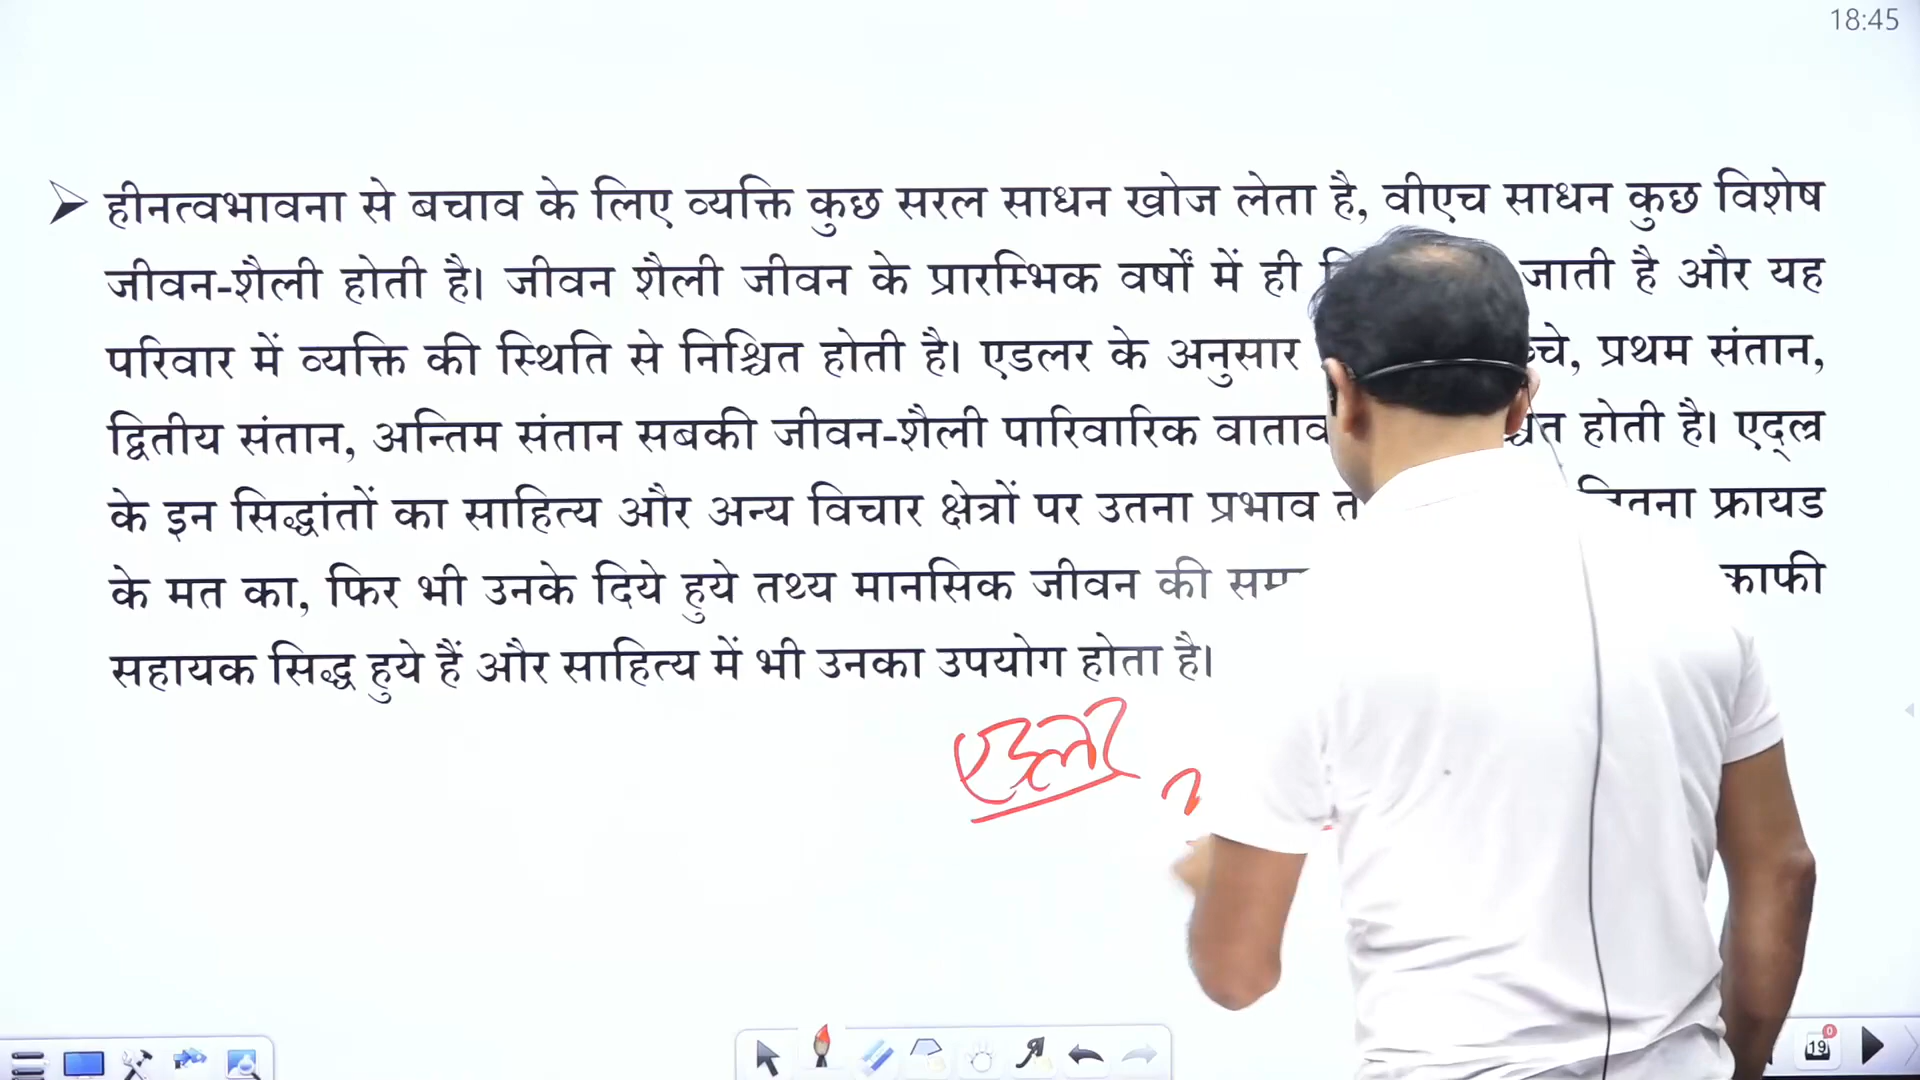 18:45
हीनत्वभावना से बचाव के लिए व्यक्ति कुछ सरल साधन खोज लेता है, वीएच साधन कुछ विशेष
जीवन-शैली होती है। जीवन शैली जीवन के प्रारम्भिक वर्षों में ही जाती है और यह
परिवार में व्यक्ति की स्थिति से निश्चित होती है। एडलर के अनुसार प्रथम संतान,
द्वितीय संतान, अन्तिम संतान सबकी जीवन-शैली पारिवारिक होती है। एद्ल्र
के इन सिद्धांतों का साहित्य और अन्य विचार क्षेत्रों पर उतना प्रभाव फ्रायड
के मत का, फिर भी उनके दिये हुये तथ्य मानसिक जीवन की काफी
सहायक सिद्ध हुये हैं और साहित्य में भी उनका उपयोग होता है।
एडलर
19